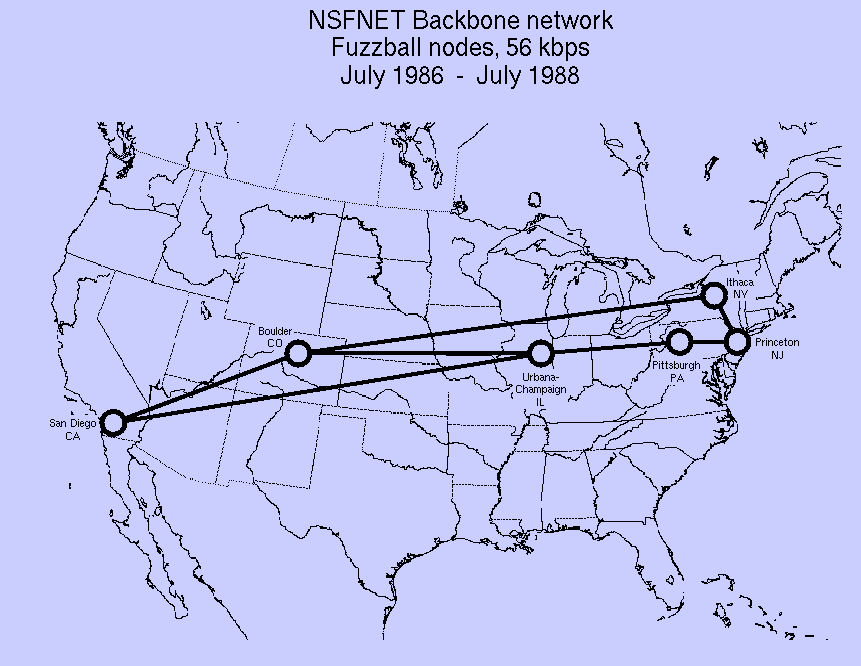 NSFNET Backbone network
Fuzzball nodes, 56 kbps
July 1986 - July 1988
Ithaca
NY
Boulder
CO
Princeton
NJ
Pittsburgh
PA
Urbana-
Champaign
IL
San Diego
CA